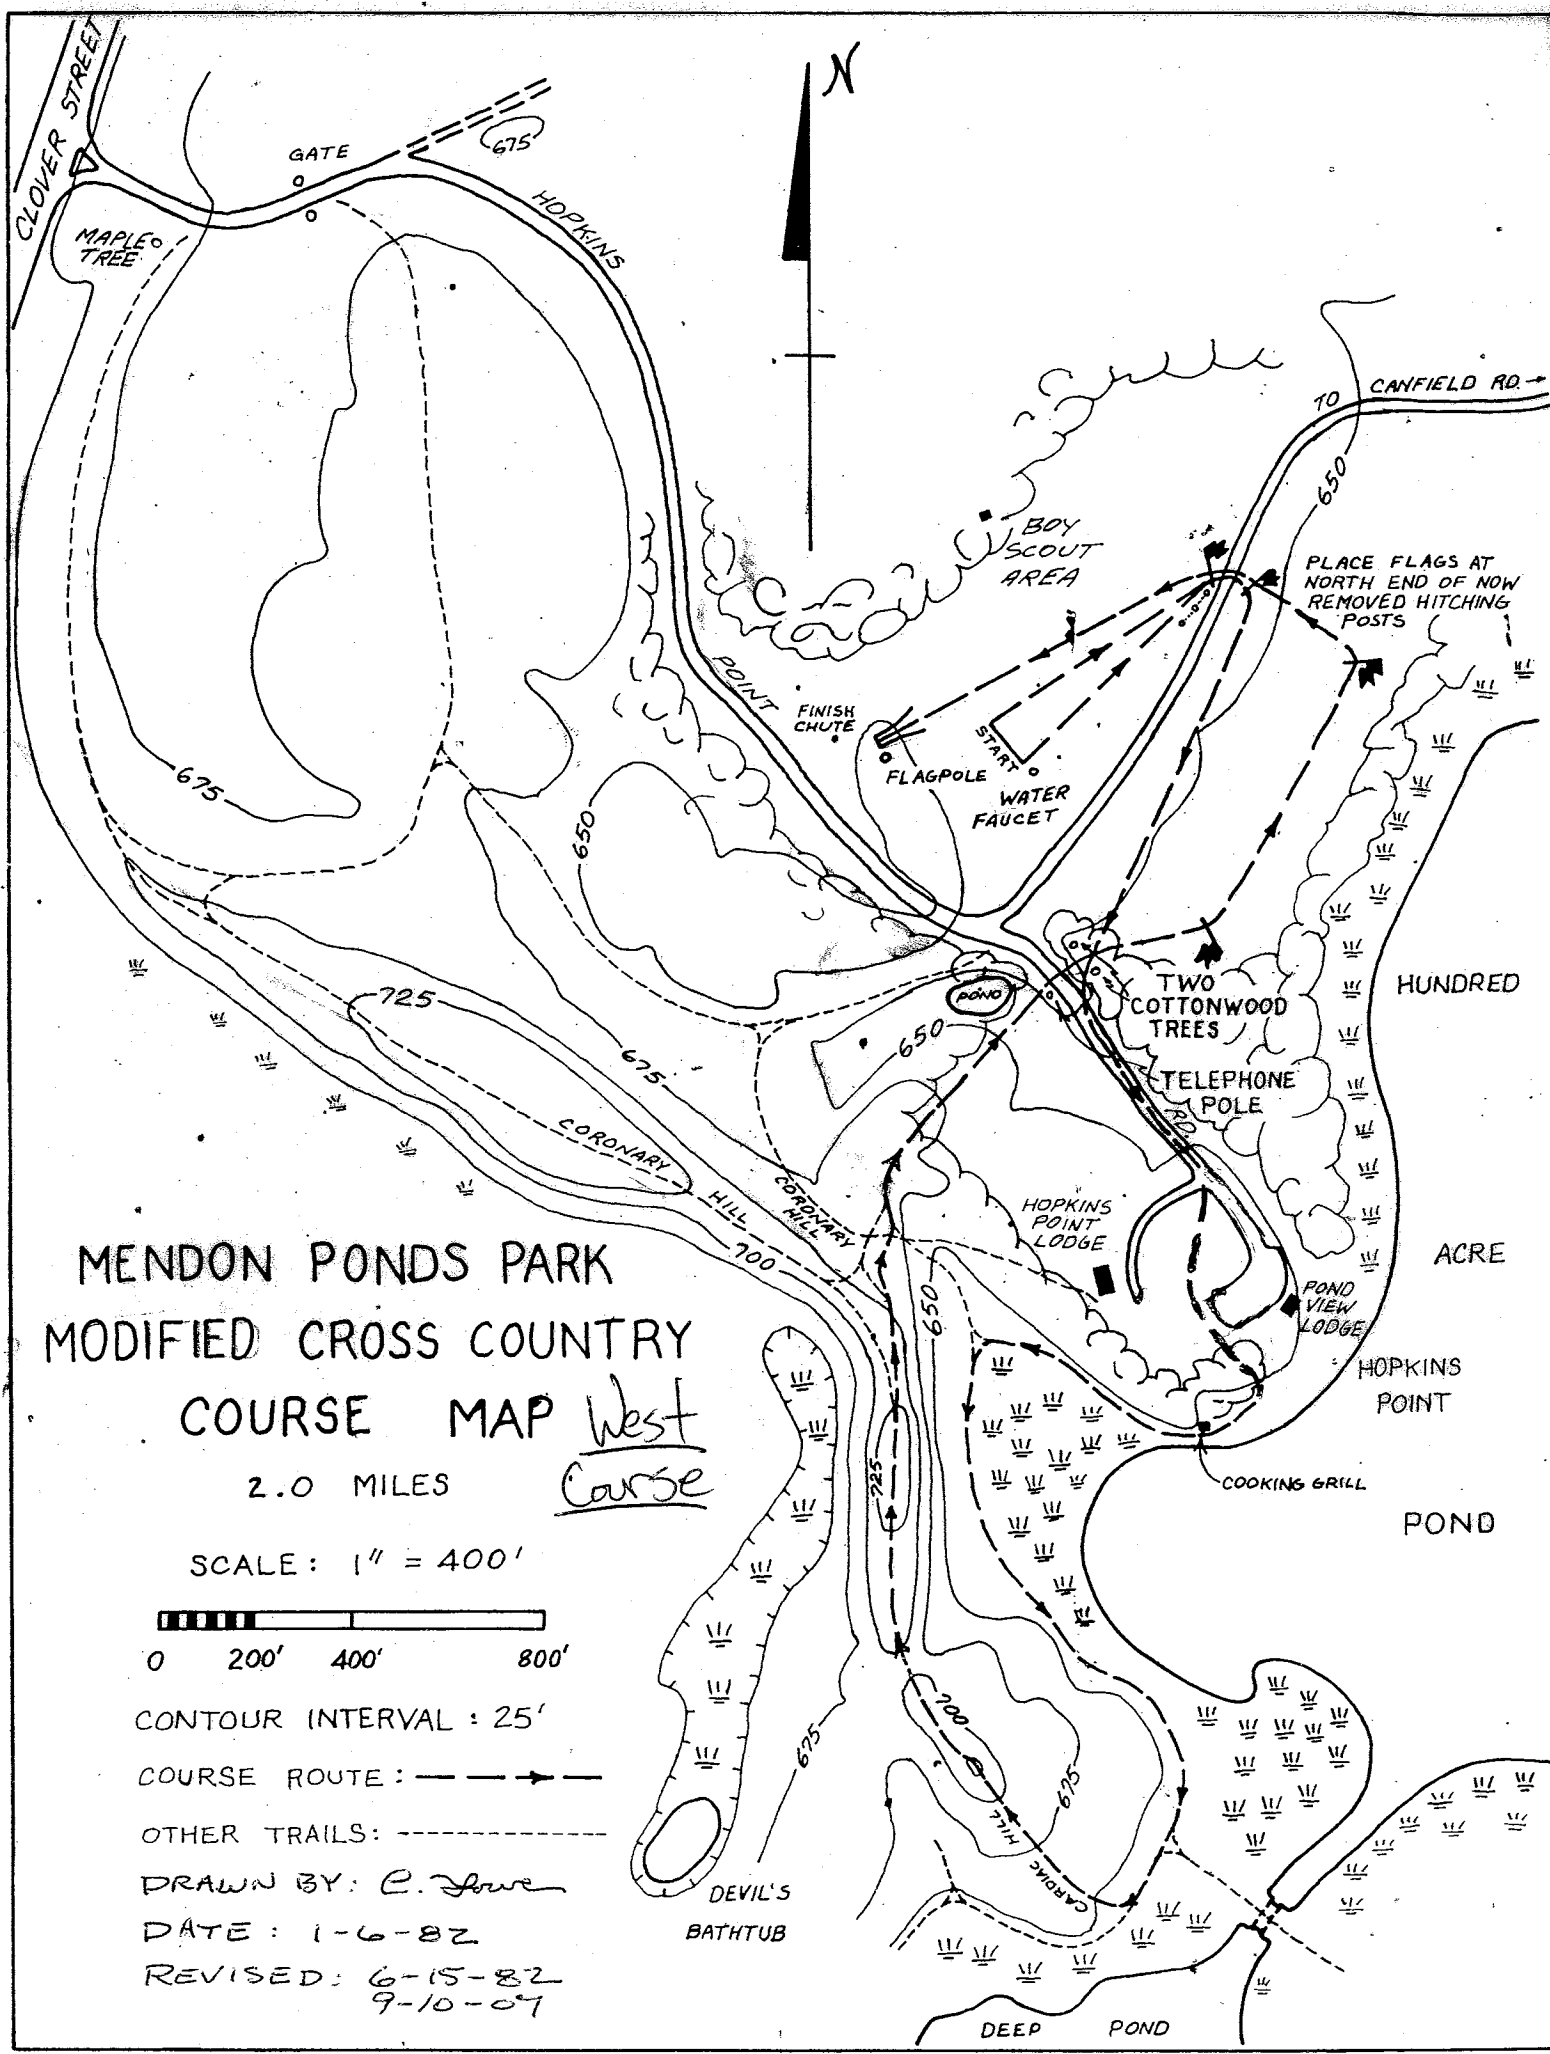 N
CLOVER STREET
GATE
675
HOPKINS
MAPLE
TREE
TO CANFIELD RD.
650
BOY
SCOUT
AREA
PLACE FLAGS AT
NORTH END OF NOW
REMOVED HITCHING
POSTS
POINT
FINISH
CHUTE
START
FLAGPOLE
WATER
FAUCET
675
650
HUNDRED
POND
TWO
COTTONWOOD
TREES
725
650
675
TELEPHONE
POLE
RD.
CORONARY
HILL
CORONARY
HILL
HOPKINS
POINT
LODGE
700
ACRE
650
POND
VIEW
LODGE
MENDON PONDS PARK
MODIFIED CROSS COUNTRY
COURSE MAP West
Course
2.0 MILES
HOPKINS
POINT
725
COOKING GRILL
POND
SCALE: 1" = 400'
0 200' 400' 800'
CONTOUR INTERVAL: 25'
COURSE ROUTE:
OTHER TRAILS:
700
675
675
HILL
CARDIAC
DRAWN BY: C.
DATE: 1-6-82
REVISED: 6-15-82
9-10-07
DEVIL'S
BATHTUB
DEEP POND